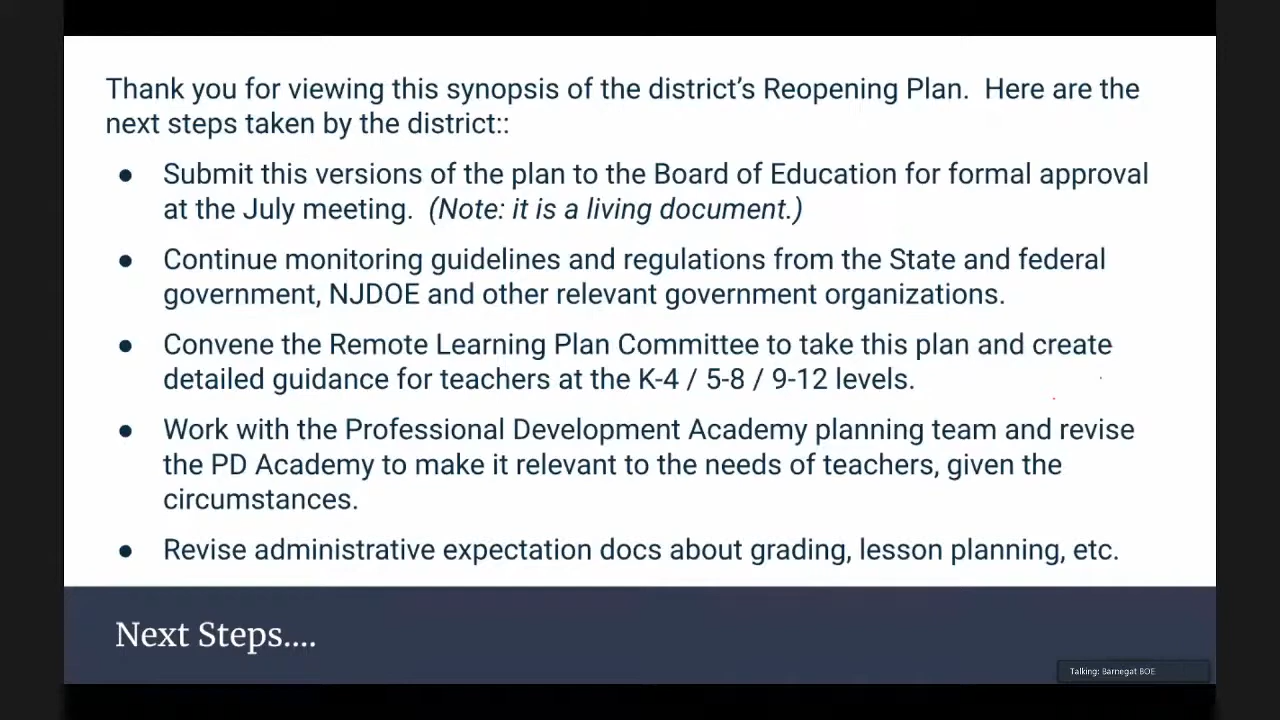 Thank you for viewing this synopsis of the district’s Reopening Plan.  Here are the
next steps taken by the district::
● Submit this versions of the plan to the Board of Education for formal approval
at the July meeting.  (Note: it is a living document.)
● Continue monitoring guidelines and regulations from the State and federal
government, NJDOE and other relevant government organizations.
● Convene the Remote Learning Plan Committee to take this plan and create
detailed guidance for teachers at the K-4 / 5-8 / 9-12 levels.
● Work with the Professional Development Academy planning team and revise
the PD Academy to make it relevant to the needs of teachers, given the
circumstances.
● Revise administrative expectation docs about grading, lesson planning, etc.
Next Steps....
Talking: Barnegat BOE